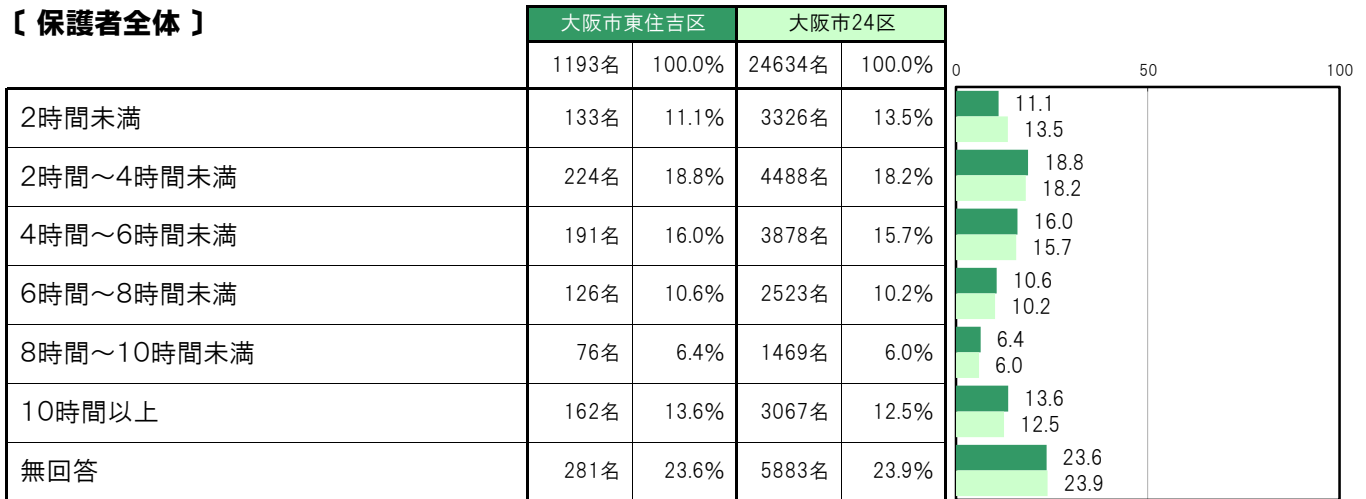 〔 保護者全体 〕
大阪市東住吉区 大阪市24区
1193名 100.0% 24634名 100.0%
0 50 100
2時間未満 133名 11.1% 3326名 13.5%
11.1
13.5
2時間～4時間未満 224名 18.8% 4488名 18.2%
18.8
18.2
4時間～6時間未満 191名 16.0% 3878名 15.7%
16.0
15.7
6時間～8時間未満 126名 10.6% 2523名 10.2%
10.6
10.2
8時間～10時間未満 76名 6.4% 1469名 6.0%
6.4
6.0
10時間以上 162名 13.6% 3067名 12.5%
13.6
12.5
無回答 281名 23.6% 5883名 23.9%
23.6
23.9